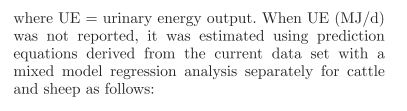 where UE = urinary energy output. When UE (MJ/d)
was not reported, it was estimated using prediction
equations derived from the current data set with a
mixed model regression analysis separately for cattle
and sheep as follows: